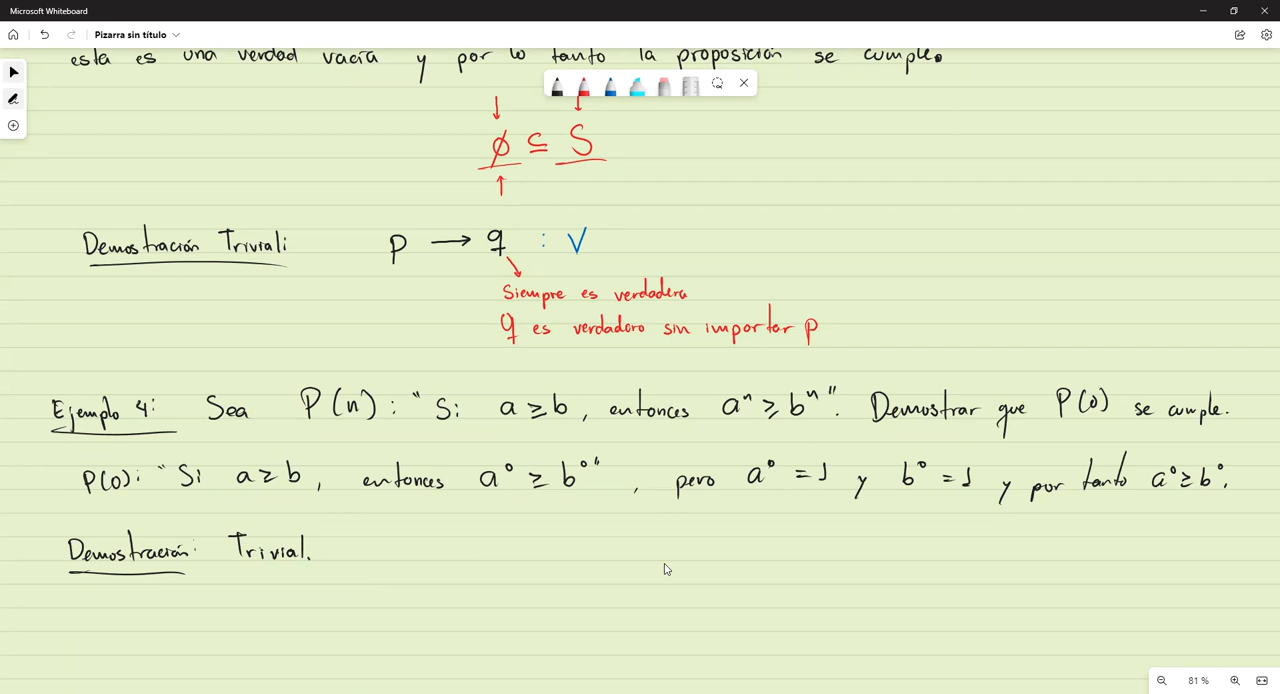 Microsoft Whiteboard
Pizarra sin título
esta es una verdad vacía y por lo tanto la proposición se cumple.
∅ ⊆ S
Demostración Trivial: p → q : V
Siempre es verdadera
q es verdadero sin importar p
Ejemplo 4: Sea P(n): "Si a ≥ b, entonces aⁿ ≥ bⁿ". Demostrar que P(0) se cumple.
P(0): "Si a ≥ b, entonces a⁰ ≥ b⁰", pero a⁰ = 1 y b⁰ = 1 y por tanto a⁰ ≥ b⁰.
Demostración: Trivial.
81 %